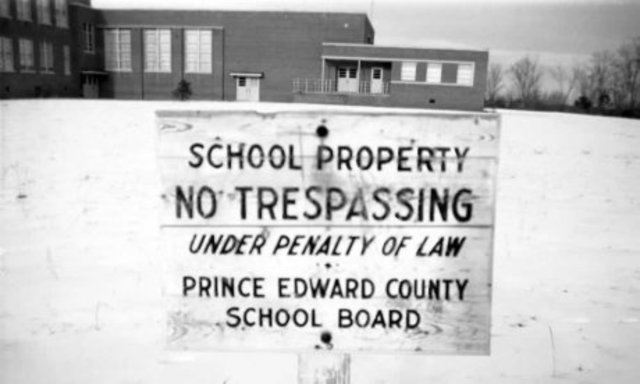 SCHOOL PROPERTY
NO TRESPASSING
UNDER PENALTY OF LAW
PRINCE EDWARD COUNTY
SCHOOL BOARD